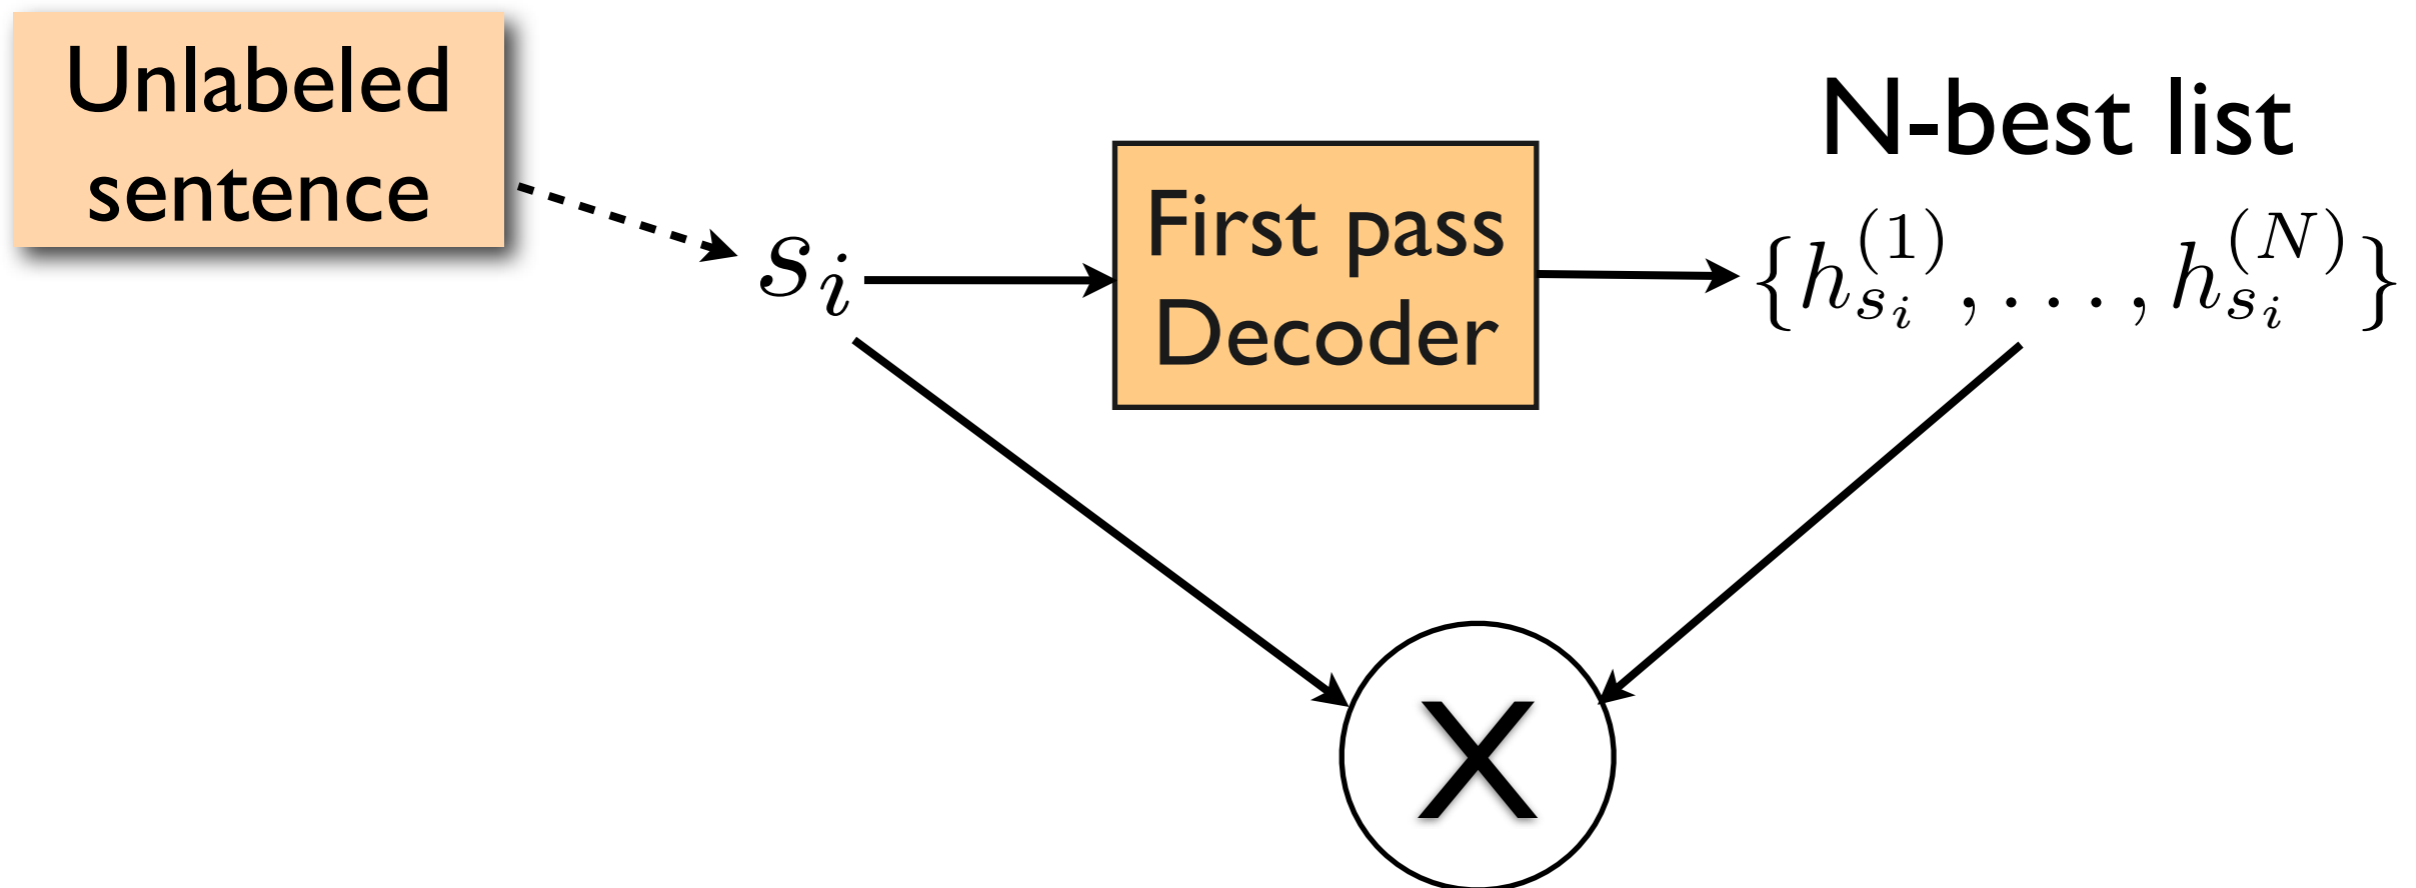 Unlabeled
sentence
N-best list
First pass
Decoder
s_i
{h_{s_i}^{(1)}, ..., h_{s_i}^{(N)}}
X